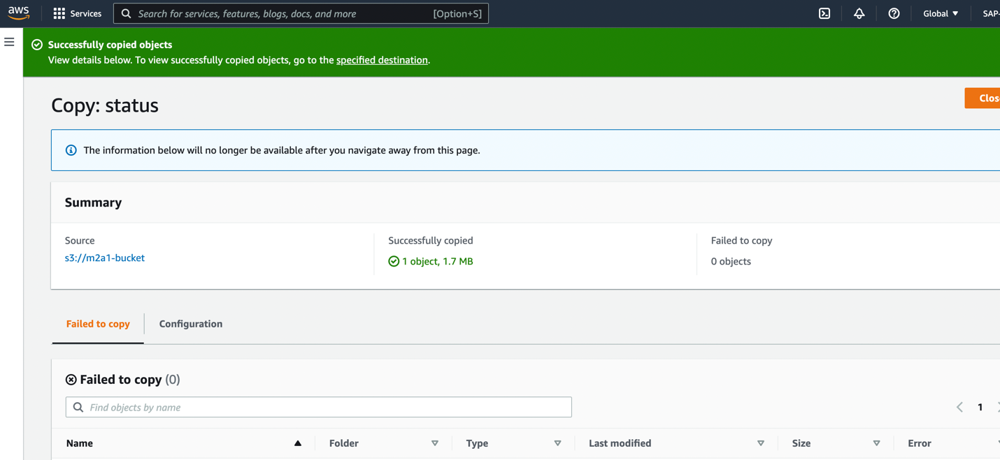 aws Services Search for services, features, blogs, docs, and more [Option+S] Global ▼ SAP-
Successfully copied objects
View details below. To view successfully copied objects, go to the specified destination.
Copy: status
Clos
The information below will no longer be available after you navigate away from this page.
Summary
Source Successfully copied Failed to copy
s3://m2a1-bucket 1 object, 1.7 MB 0 objects
Failed to copy Configuration
Failed to copy (0)
Find objects by name 1
Name Folder Type Last modified Size Error